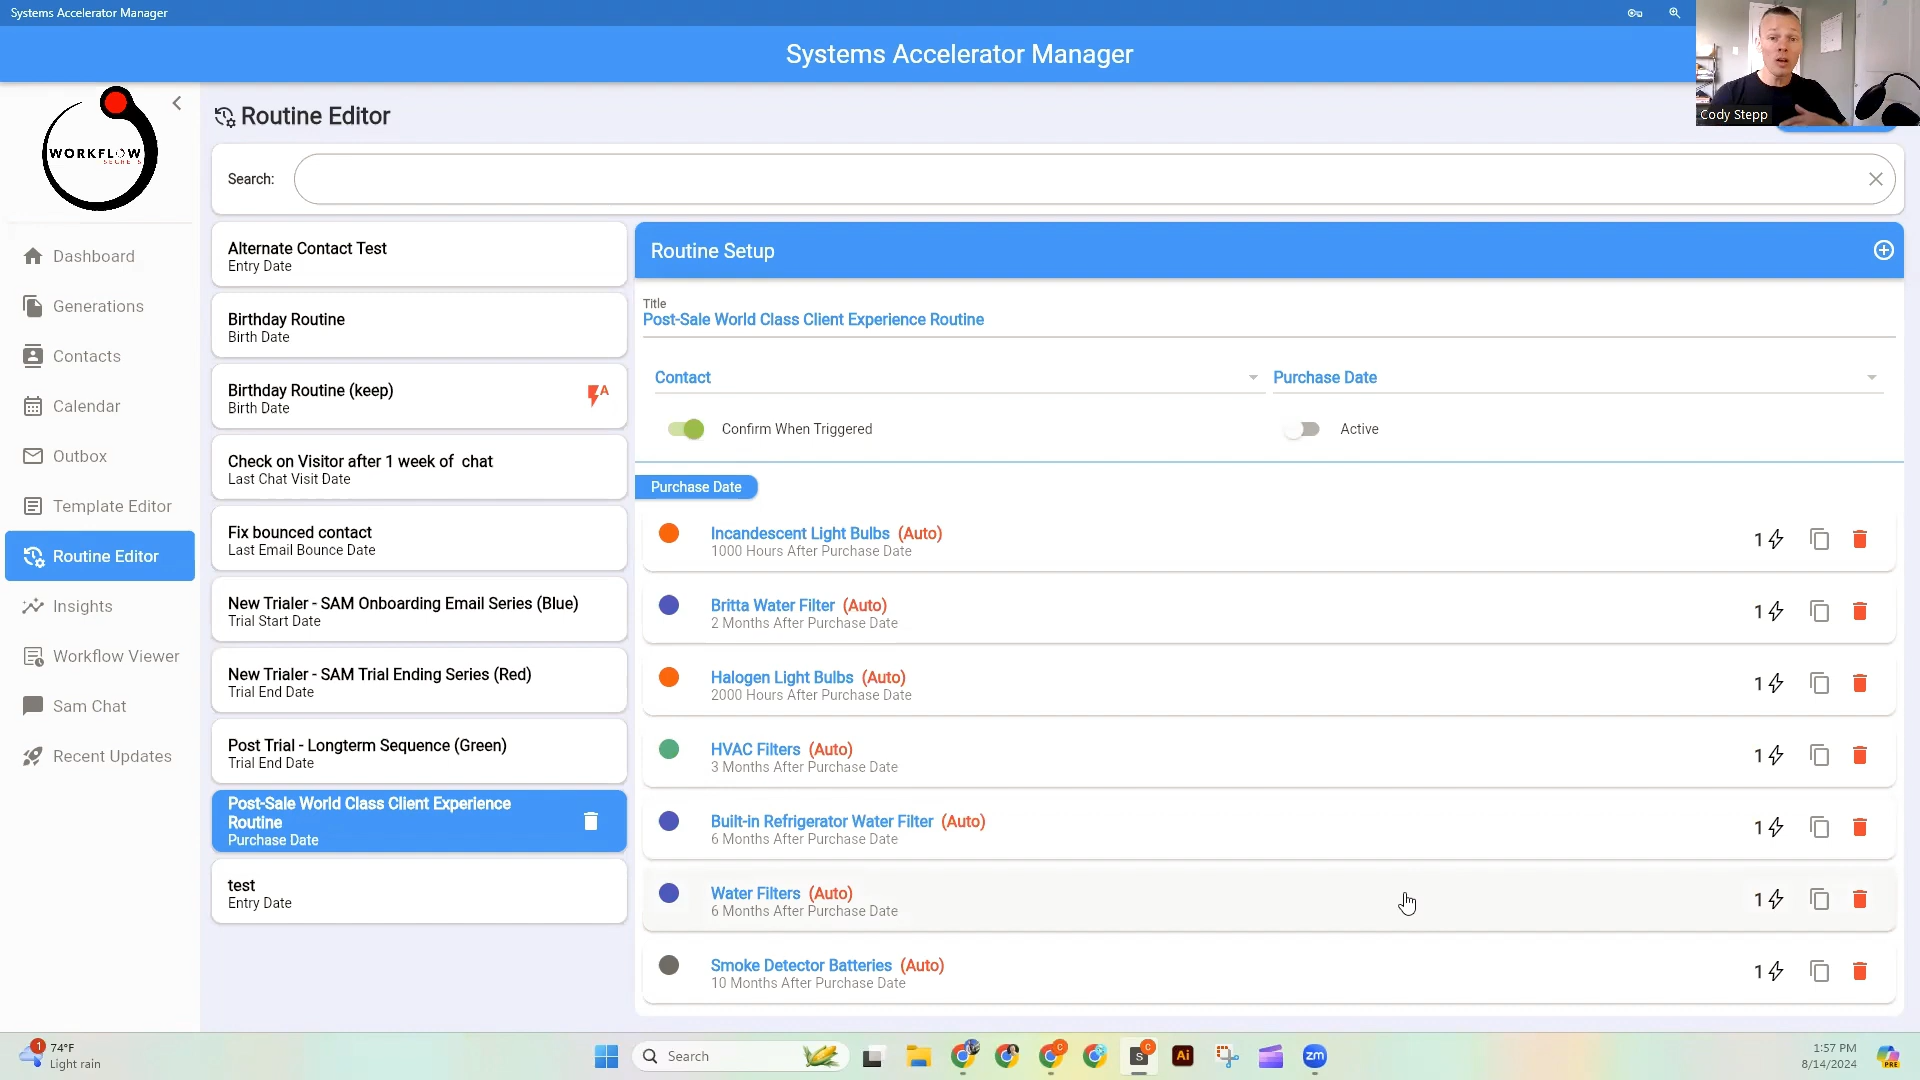 Systems Accelerator Manager
Systems Accelerator Manager
Cody Stepp
WORKFLOW
SECRETS
Dashboard
Generations
Contacts
Calendar
Outbox
Template Editor
Routine Editor
Insights
Workflow Viewer
Sam Chat
Recent Updates
Routine Editor
Search:
Alternate Contact Test
Entry Date
Birthday Routine
Birth Date
Birthday Routine (keep)
Birth Date
A
Check on Visitor after 1 week of chat
Last Chat Visit Date
Fix bounced contact
Last Email Bounce Date
New Trialer - SAM Onboarding Email Series (Blue)
Trial Start Date
New Trialer - SAM Trial Ending Series (Red)
Trial End Date
Post Trial - Longterm Sequence (Green)
Trial End Date
Post-Sale World Class Client Experience
Routine
Purchase Date
test
Entry Date
Routine Setup
Title
Post-Sale World Class Client Experience Routine
Contact
Purchase Date
Confirm When Triggered
Active
Purchase Date
Incandescent Light Bulbs (Auto)
1000 Hours After Purchase Date
1
Britta Water Filter (Auto)
2 Months After Purchase Date
1
Halogen Light Bulbs (Auto)
2000 Hours After Purchase Date
1
HVAC Filters (Auto)
3 Months After Purchase Date
1
Built-in Refrigerator Water Filter (Auto)
6 Months After Purchase Date
1
Water Filters (Auto)
6 Months After Purchase Date
1
Smoke Detector Batteries (Auto)
10 Months After Purchase Date
1
1
74°F
Light rain
Search
C
S
C
Ai
zm
1:57 PM
8/14/2024
PRE